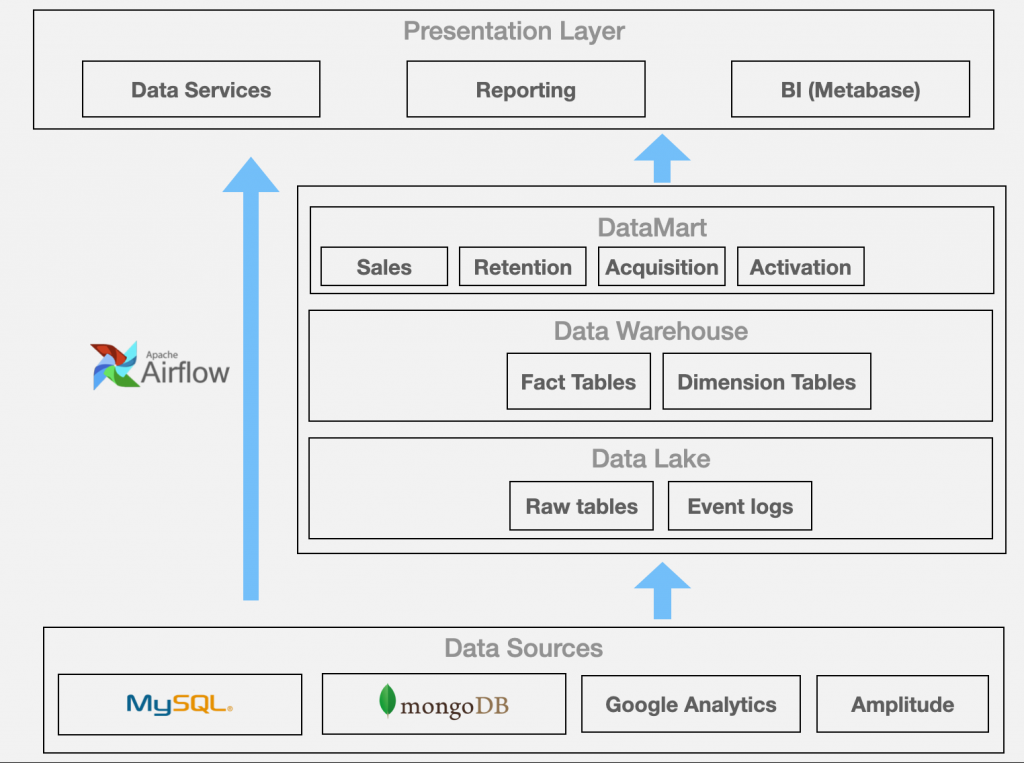 Presentation Layer
Data Services
Reporting
BI (Metabase)
DataMart
Sales
Retention
Acquisition
Activation
Data Warehouse
Fact Tables
Dimension Tables
Apache
Airflow
Data Lake
Raw tables
Event logs
Data Sources
MySQL®
mongoDB
Google Analytics
Amplitude